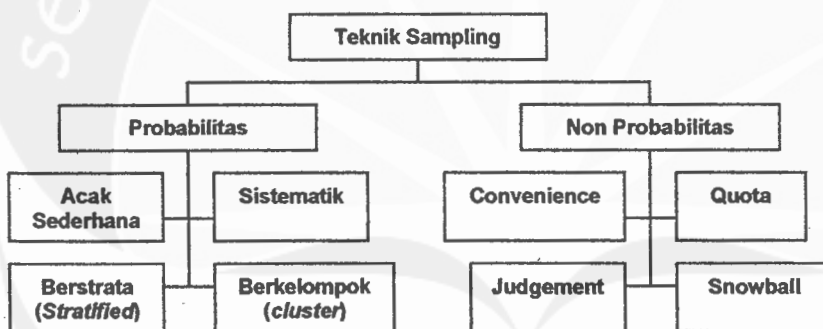 Teknik Sampling
Probabilitas
Non Probabilitas
Acak
Sederhana
Sistematik
Convenience
Quota
Berstrata
(Stratified)
Berkelompok
(cluster)
Judgement
Snowball